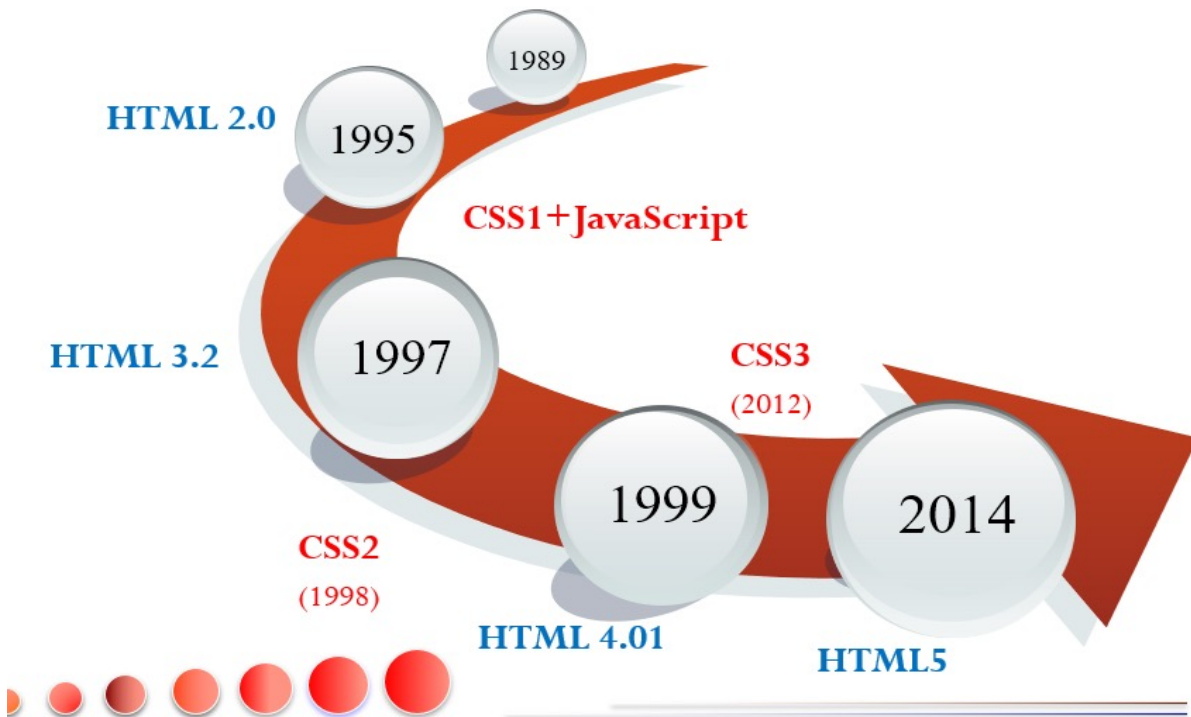 1989
HTML 2.0
1995
CSS1+JavaScript
HTML 3.2
1997
CSS3
(2012)
1999
2014
CSS2
(1998)
HTML 4.01
HTML5